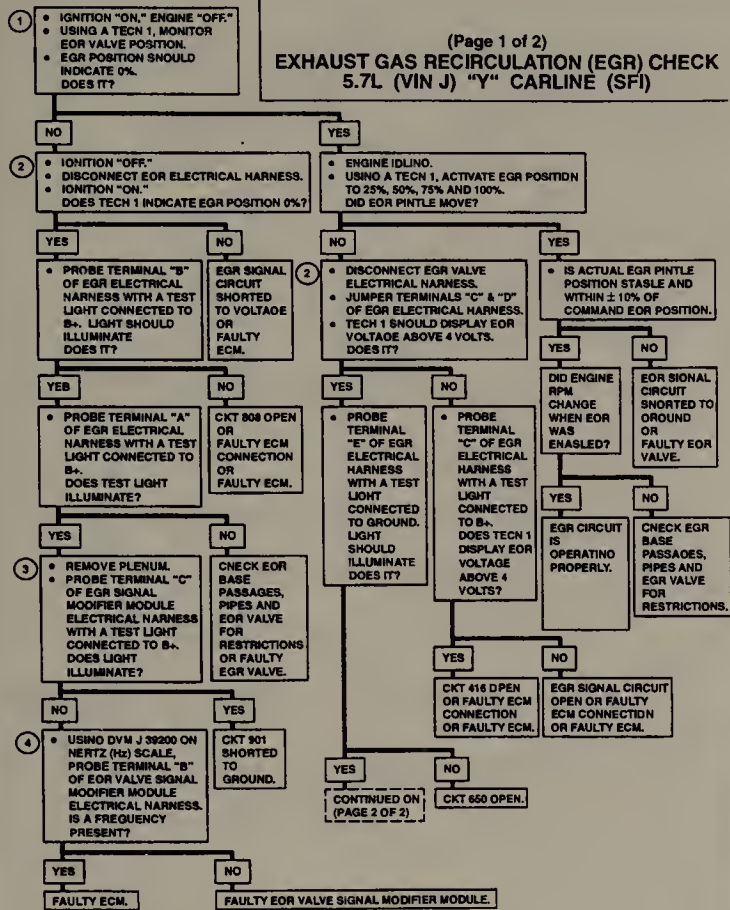 (Page 1 of 2)
EXHAUST GAS RECIRCULATION (EGR) CHECK
5.7L (VIN J) "Y" CARLINE (SFI)
1
• IGNITION "ON," ENGINE "OFF."
• USING A TECN 1, MONITOR
EOR VALVE POSITION.
• EGR POSITION SHOULD
INDICATE 0%.
DOES IT?
NO
YES
2
• IONITION "OFF."
• DISCONNECT EOR ELECTRICAL HARNESS.
• IONITION "ON."
DOES TECH 1 INDICATE EGR POSITION 0%?
• ENGINE IDLINO.
• USINO A TECN 1, ACTIVATE EGR POSITION
TO 25%, 50%, 75% AND 100%.
DID EOR PINTLE MOVE?
YES
NO
NO
YES
• PROBE TERMINAL "B"
OF EGR ELECTRICAL
NARNESS WITH A TEST
LIGHT CONNECTED TO
B+. LIGHT SHOULD
ILLUMINATE
DOES IT?
EGR SIGNAL
CIRCUIT
SHORTED
TO VOLTAOE
OR
FAULTY
ECM.
2
• DISCONNECT EGR VALVE
ELECTRICAL NARNESS.
• JUMPER TERMINALS "C" & "D"
OF EGR ELECTRICAL NARNESS.
• TECN 1 SHOULD DISPLAY EOR
VOLTAGE ABOVE 4 VOLTS.
DOES IT?
• IS ACTUAL EGR PINTLE
POSITION STASLE AND
WITHIN ± 10% OF
COMMAND EOR POSITION.
YEB
NO
YES
NO
YES
NO
• PROBE TERMINAL "A"
OF EGR ELECTRICAL
NARNESS WITH A TEST
LIGHT CONNECTED TO
B+.
DOES TEST LIGHT
ILLUMINATE?
CKT 808 OPEN
OR
FAULTY ECM
CONNECTION
OR
FAULTY ECM.
• PROBE
TERMINAL
"E" OF EGR
ELECTRICAL
HARNESS
WITH A TEST
LIOHT
CONNECTED
TO GROUND.
LIGHT
SHOULD
ILLUMINATE
DOES IT?
• PROBE
TERMINAL
"C" OF EGR
ELECTRICAL
HARNESS
WITH A TEST
LIGHT
CONNECTED
TO B+.
DOES TECN 1
DISPLAY EOR
VOLTAGE
ABOVE 4
VOLTS?
DID ENGINE
RPM
CHANGE
WHEN EOR
WAS
ENASLED?
EOR SIONAL
CIRCUIT
SNORTED TO
OROUND
OR
FAULTY EOR
VALVE.
YES
NO
EGR CIRCUIT
IS
OPERATINO
PROPERLY.
CNECK EGR
BASE
PASSAOES,
PIPES AND
EGR VALVE
FOR
RESTRICTIONS.
YES
NO
3
• REMOVE PLENUM.
• PROBE TERMINAL "C"
OF EGR SIGNAL
MODIFIER MODULE
ELECTRICAL NARNESS
WITH A TEST LIGHT
CONNECTED TO B+.
DOES LIGHT
ILLUMINATE?
CNECK EOR
BASE
PASSAGES,
PIPES AND
EOR VALVE
FOR
RESTRICTIONS
OR FAULTY
EGR VALVE.
YES
NO
CKT 416 DPEN
OR FAULTY ECM
CONNECTION
OR FAULTY ECM.
EGR SIGNAL CIRCUIT
OPEN OR FAULTY
ECM CONNECTIDN
OR FAULTY ECM.
NO
YES
4
• USINO DVM J 39200 ON
NERTZ (Hz) SCALE,
PROBE TERMINAL "B"
OF EOR VALVE SIGNAL
MODIFIER MODULE
ELECTRICAL NARNESS.
IS A FREGUENCY
PRESENT?
CKT 901
SHORTED
TO
GROUND.
YES
NO
CONTINUED ON
(PAGE 2 OF 2)
CKT 650 OPEN.
YES
NO
FAULTY ECM.
FAULTY EOR VALVE SIGNAL MODIFIER MODULE.